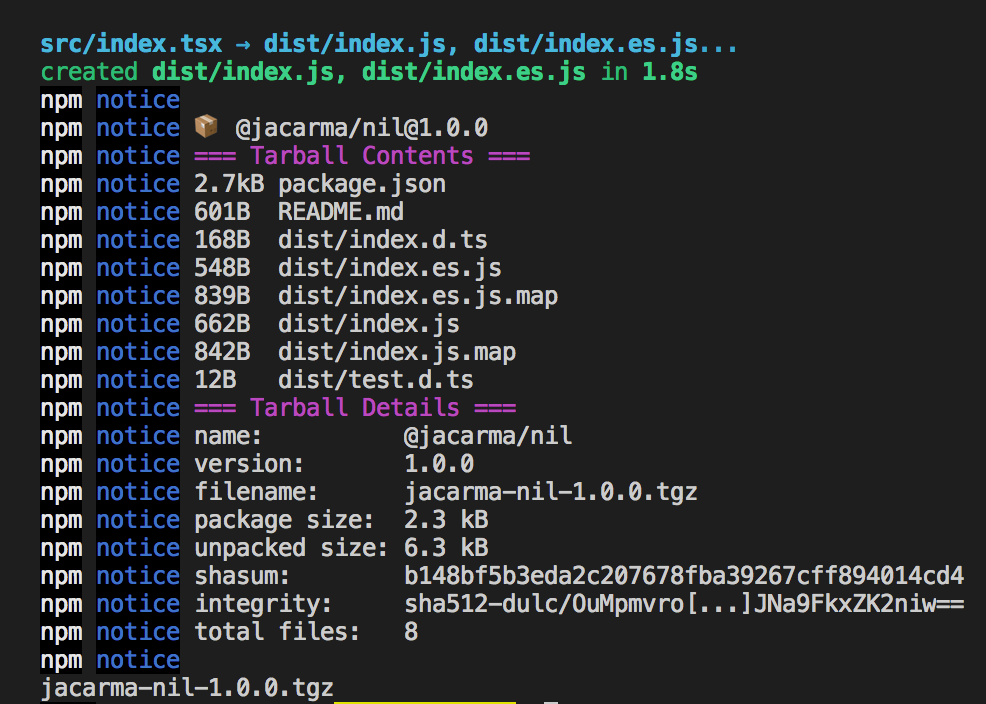 src/index.tsx → dist/index.js, dist/index.es.js...
created dist/index.js, dist/index.es.js in 1.8s
npm notice
npm notice 📦 @jacarma/nil@1.0.0
npm notice === Tarball Contents ===
npm notice 2.7kB package.json
npm notice 601B README.md
npm notice 168B dist/index.d.ts
npm notice 548B dist/index.es.js
npm notice 839B dist/index.es.js.map
npm notice 662B dist/index.js
npm notice 842B dist/index.js.map
npm notice 12B dist/test.d.ts
npm notice === Tarball Details ===
npm notice name: @jacarma/nil
npm notice version: 1.0.0
npm notice filename: jacarma-nil-1.0.0.tgz
npm notice package size: 2.3 kB
npm notice unpacked size: 6.3 kB
npm notice shasum: b148bf5b3eda2c207678fba39267cff894014cd4
npm notice integrity: sha512-dulc/OuMpmvro[...]JNa9FkxZK2niw==
npm notice total files: 8
npm notice
jacarma-nil-1.0.0.tgz